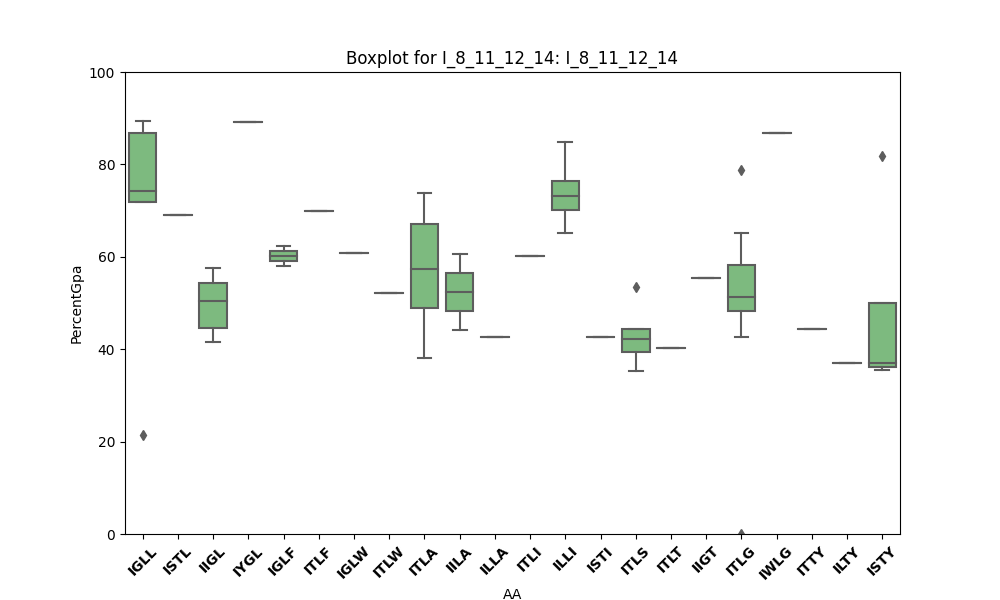 Boxplot for I_8_11_12_14: I_8_11_12_14
100
80
60
40
20
0
PercentGpa
IGLL ISTL IIGL IYGL IGLF ITLF IGLW ITLW ITLA IILA ILLA ITLI ILLI ISTI ITLS ITLT IIGT ITLG IWLG ITTY ILTY ISTY
AA